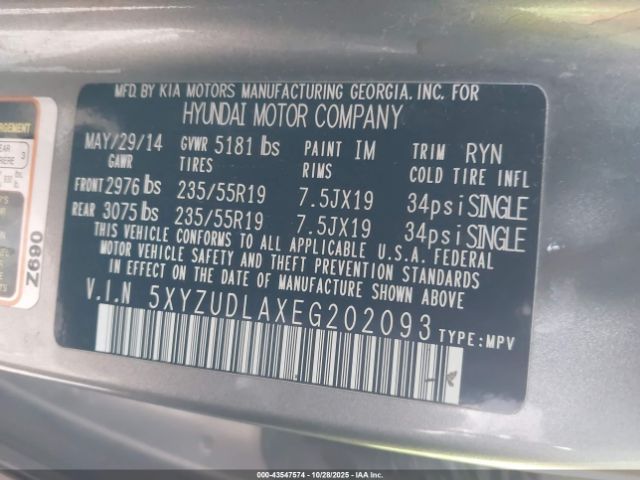 MFD. BY KIA MOTORS MANUFACTURING GEORGIA. INC. FOR
HYUNDAI MOTOR COMPANY
MAY/29/14 GVWR 5181 lbs PAINT IM TRIM RYN
GAWR TIRES RIMS COLD TIRE INFL
FRONT 2976 lbs 235/55R19 7.5JX19 34psi SINGLE
REAR 3075 lbs 235/55R19 7.5JX19 34psi SINGLE
THIS VEHICLE CONFORMS TO ALL APPLICABLE U.S.A. FEDERAL
MOTOR VEHICLE SAFETY, BUMPER, AND THEFT PREVENTION STANDARDS
IN EFFECT ON THE DATE OF MANUFACTURE SHOWN ABOVE
V.I.N 5XYZUDLAXEG202093 TYPE:MPV
Z690
000-43547574 | 10/28/2025 | IAA Inc.